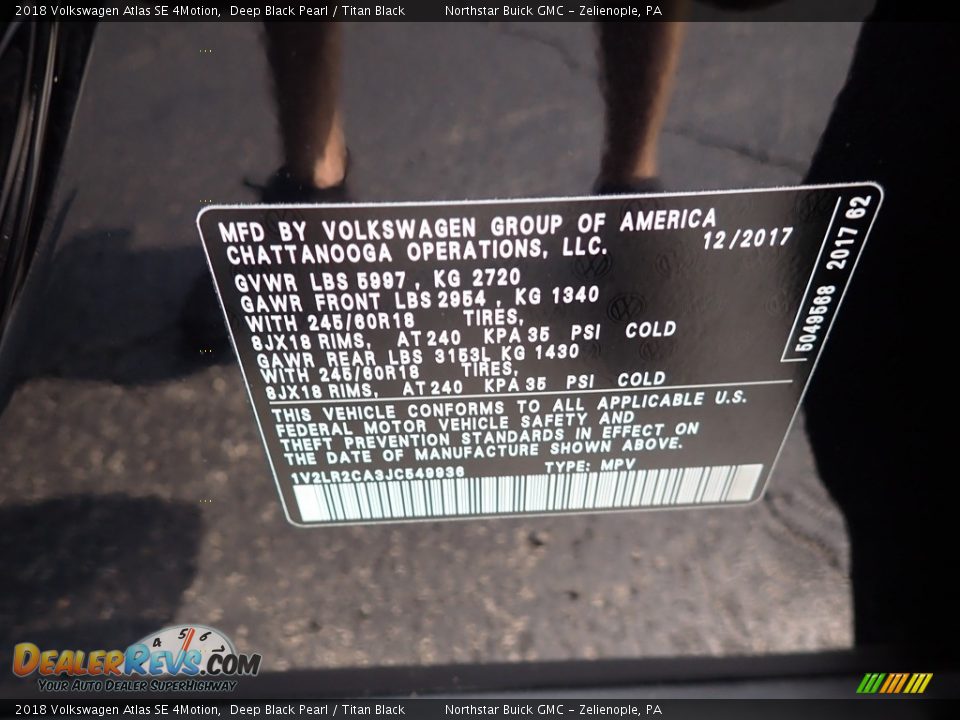 2018 Volkswagen Atlas SE 4Motion, Deep Black Pearl / Titan Black Northstar Buick GMC - Zelienople, PA
MFD BY VOLKSWAGEN GROUP OF AMERICA
CHATTANOOGA OPERATIONS, LLC. 12/2017
GVWR LBS 5997 , KG 2720
GAWR FRONT LBS 2954 , KG 1340
WITH 245/60R18 TIRES,
8JX18 RIMS, AT 240 KPA 35 PSI COLD
GAWR REAR LBS 3153L KG 1430
WITH 245/60R18 TIRES,
8JX18 RIMS, AT 240 KPA 35 PSI COLD
THIS VEHICLE CONFORMS TO ALL APPLICABLE U.S.
FEDERAL MOTOR VEHICLE SAFETY AND
THEFT PREVENTION STANDARDS IN EFFECT ON
THE DATE OF MANUFACTURE SHOWN ABOVE.
1V2LR2CA3JC549936 TYPE: MPV
5049568 2017 62
4 5 6 7
DEALERREVS.COM
YOUR AUTO DEALER SUPERHIGHWAY
2018 Volkswagen Atlas SE 4Motion, Deep Black Pearl / Titan Black Northstar Buick GMC - Zelienople, PA